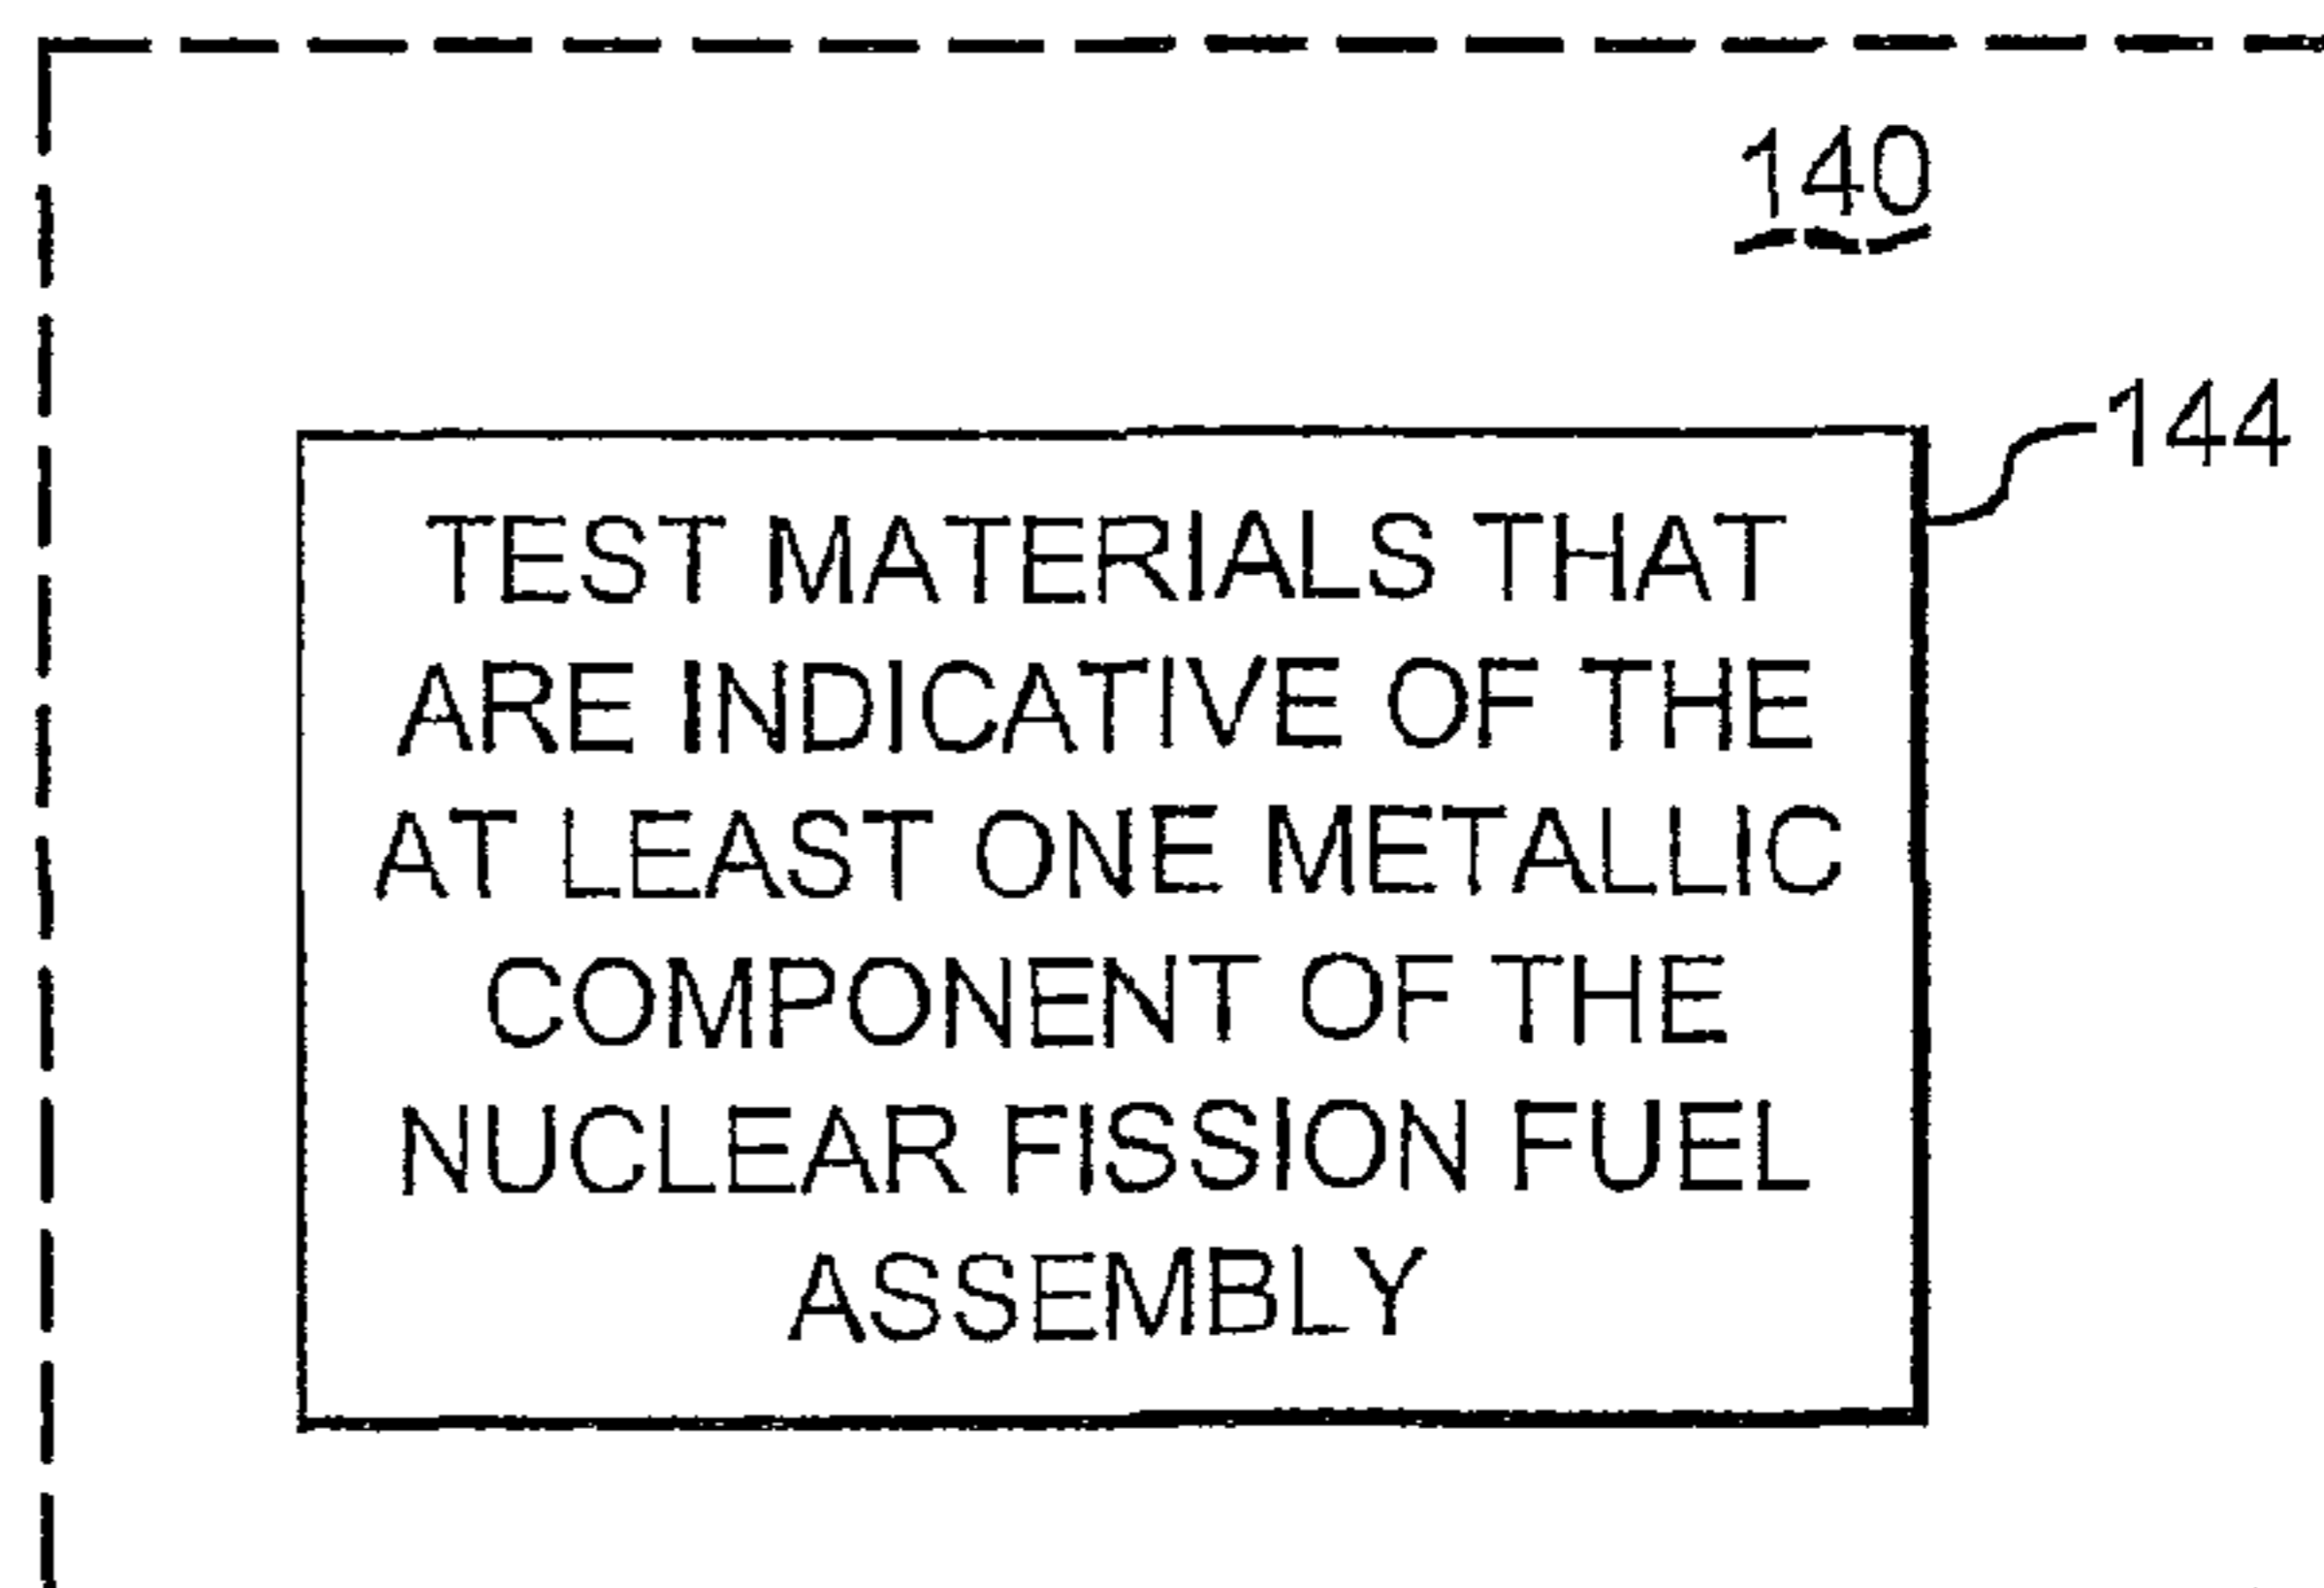 140
144
TEST MATERIALS THAT
ARE INDICATIVE OF THE
AT LEAST ONE METALLIC
COMPONENT OF THE
NUCLEAR FISSION FUEL
ASSEMBLY